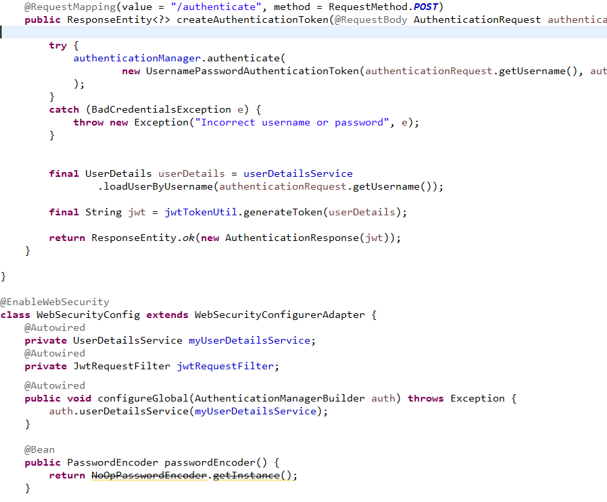 @RequestMapping(value = "/authenticate", method = RequestMethod.POST)
public ResponseEntity<?> createAuthenticationToken(@RequestBody AuthenticationRequest authentica
try {
authenticationManager.authenticate(
new UsernamePasswordAuthenticationToken(authenticationRequest.getUsername(), aut
);
}
catch (BadCredentialsException e) {
throw new Exception("Incorrect username or password", e);
}
final UserDetails userDetails = userDetailsService
.loadUserByUsername(authenticationRequest.getUsername());
final String jwt = jwtTokenUtil.generateToken(userDetails);
return ResponseEntity.ok(new AuthenticationResponse(jwt));
}
}
@EnableWebSecurity
class WebSecurityConfig extends WebSecurityConfigurerAdapter {
@Autowired
private UserDetailsService myUserDetailsService;
@Autowired
private JwtRequestFilter jwtRequestFilter;
@Autowired
public void configureGlobal(AuthenticationManagerBuilder auth) throws Exception {
auth.userDetailsService(myUserDetailsService);
}
@Bean
public PasswordEncoder passwordEncoder() {
return NoOpPasswordEncoder.getInstance();
}